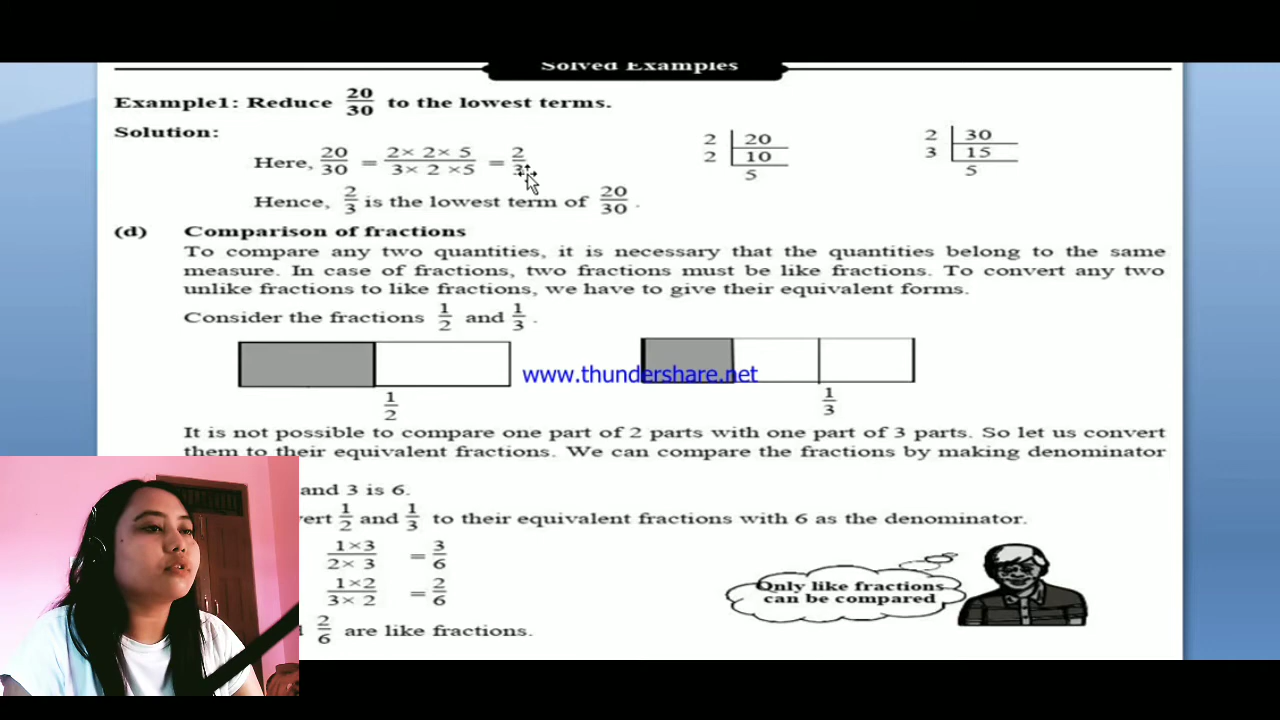 Solved Examples
Example1: Reduce 20/30 to the lowest terms.
Solution:
Here, 20/30 = 2× 2× 5/3× 2 ×5 = 2/3
2 20
2 10
5
2 30
3 15
5
Hence, 2/3 is the lowest term of 20/30 .
(d) Comparison of fractions
To compare any two quantities, it is necessary that the quantities belong to the same
measure. In case of fractions, two fractions must be like fractions. To convert any two
unlike fractions to like fractions, we have to give their equivalent forms.
Consider the fractions 1/2 and 1/3 .
www.thundershare.net
1/2
1/3
It is not possible to compare one part of 2 parts with one part of 3 parts. So let us convert
them to their equivalent fractions. We can compare the fractions by making denominator
and 3 is 6.
1/2 and 1/3 to their equivalent fractions with 6 as the denominator.
1×3/2× 3 = 3/6
1×2/3× 2 = 2/6
2/6 are like fractions.
Only like fractions
can be compared